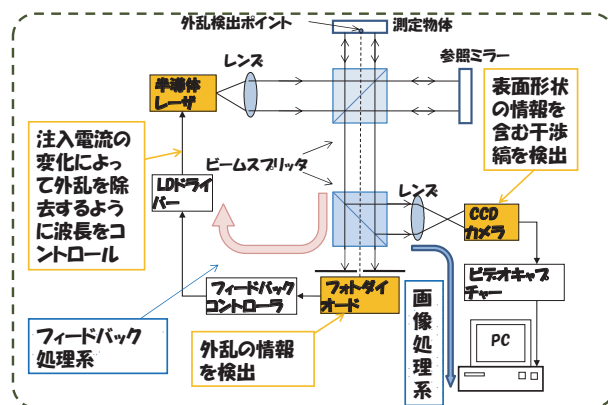 外乱検出ポイント
測定物体
レンズ
参照ミラー
半導体
レーザ
表面形状
の情報を
含む干渉
縞を検出
注入電流の
変化によっ
て外乱を除
去するよう
に波長をコ
ントロール
ビームスプリッタ
LDドライ
バー
レンズ
CCD
カメラ
ビデオキャプ
チャー
フィードバック
コントローラ
フォトダイ
オード
画像処理系
PC
フィードバック
処理系
外乱の情報
を検出